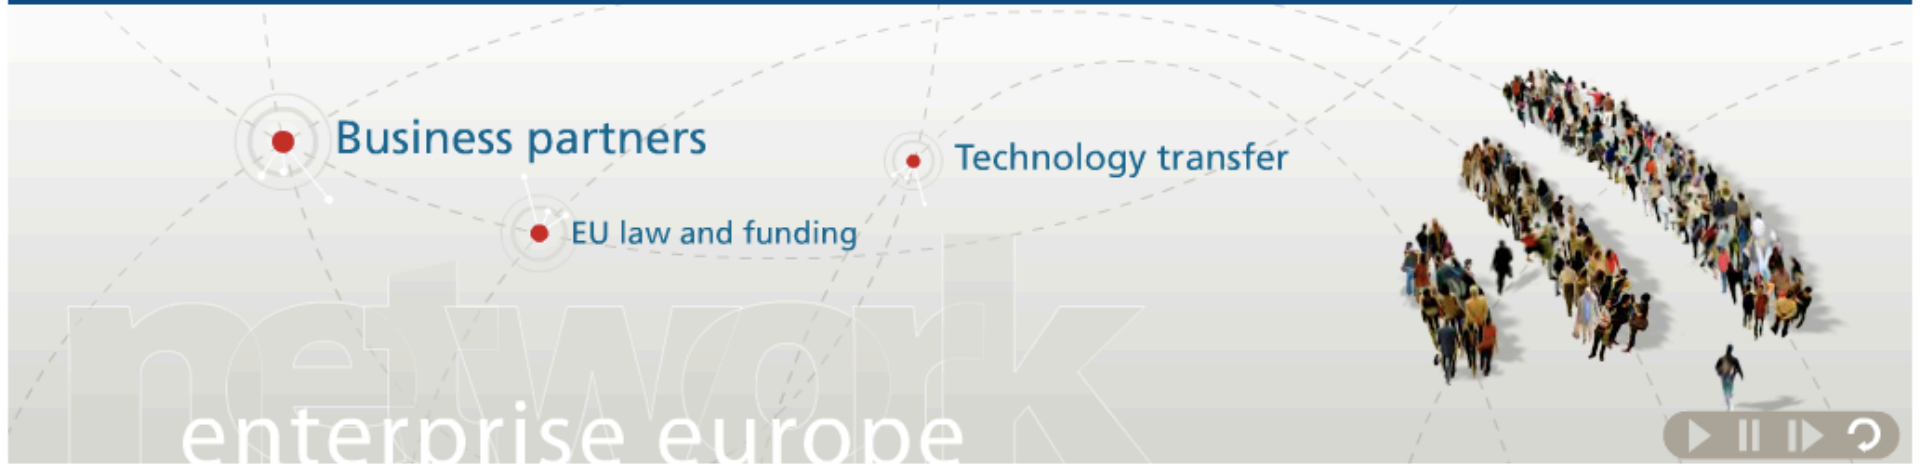 Business partners
Technology transfer
EU law and funding
network
enterprise europe